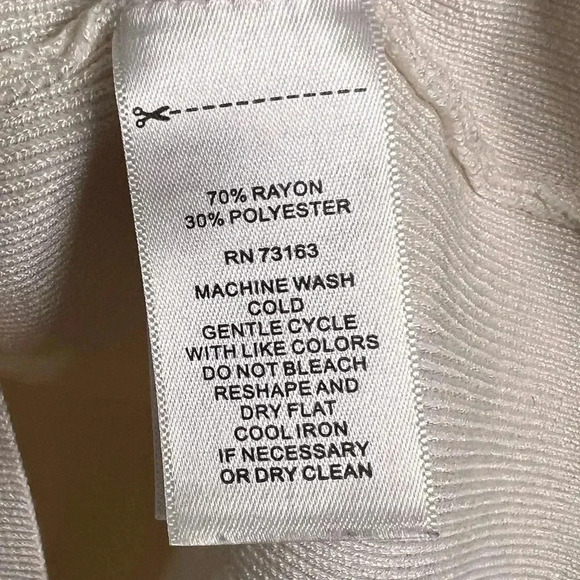 70% RAYON
30% POLYESTER
RN 73163
MACHINE WASH
COLD
GENTLE CYCLE
WITH LIKE COLORS
DO NOT BLEACH
RESHAPE AND
DRY FLAT
COOL IRON
IF NECESSARY
OR DRY CLEAN